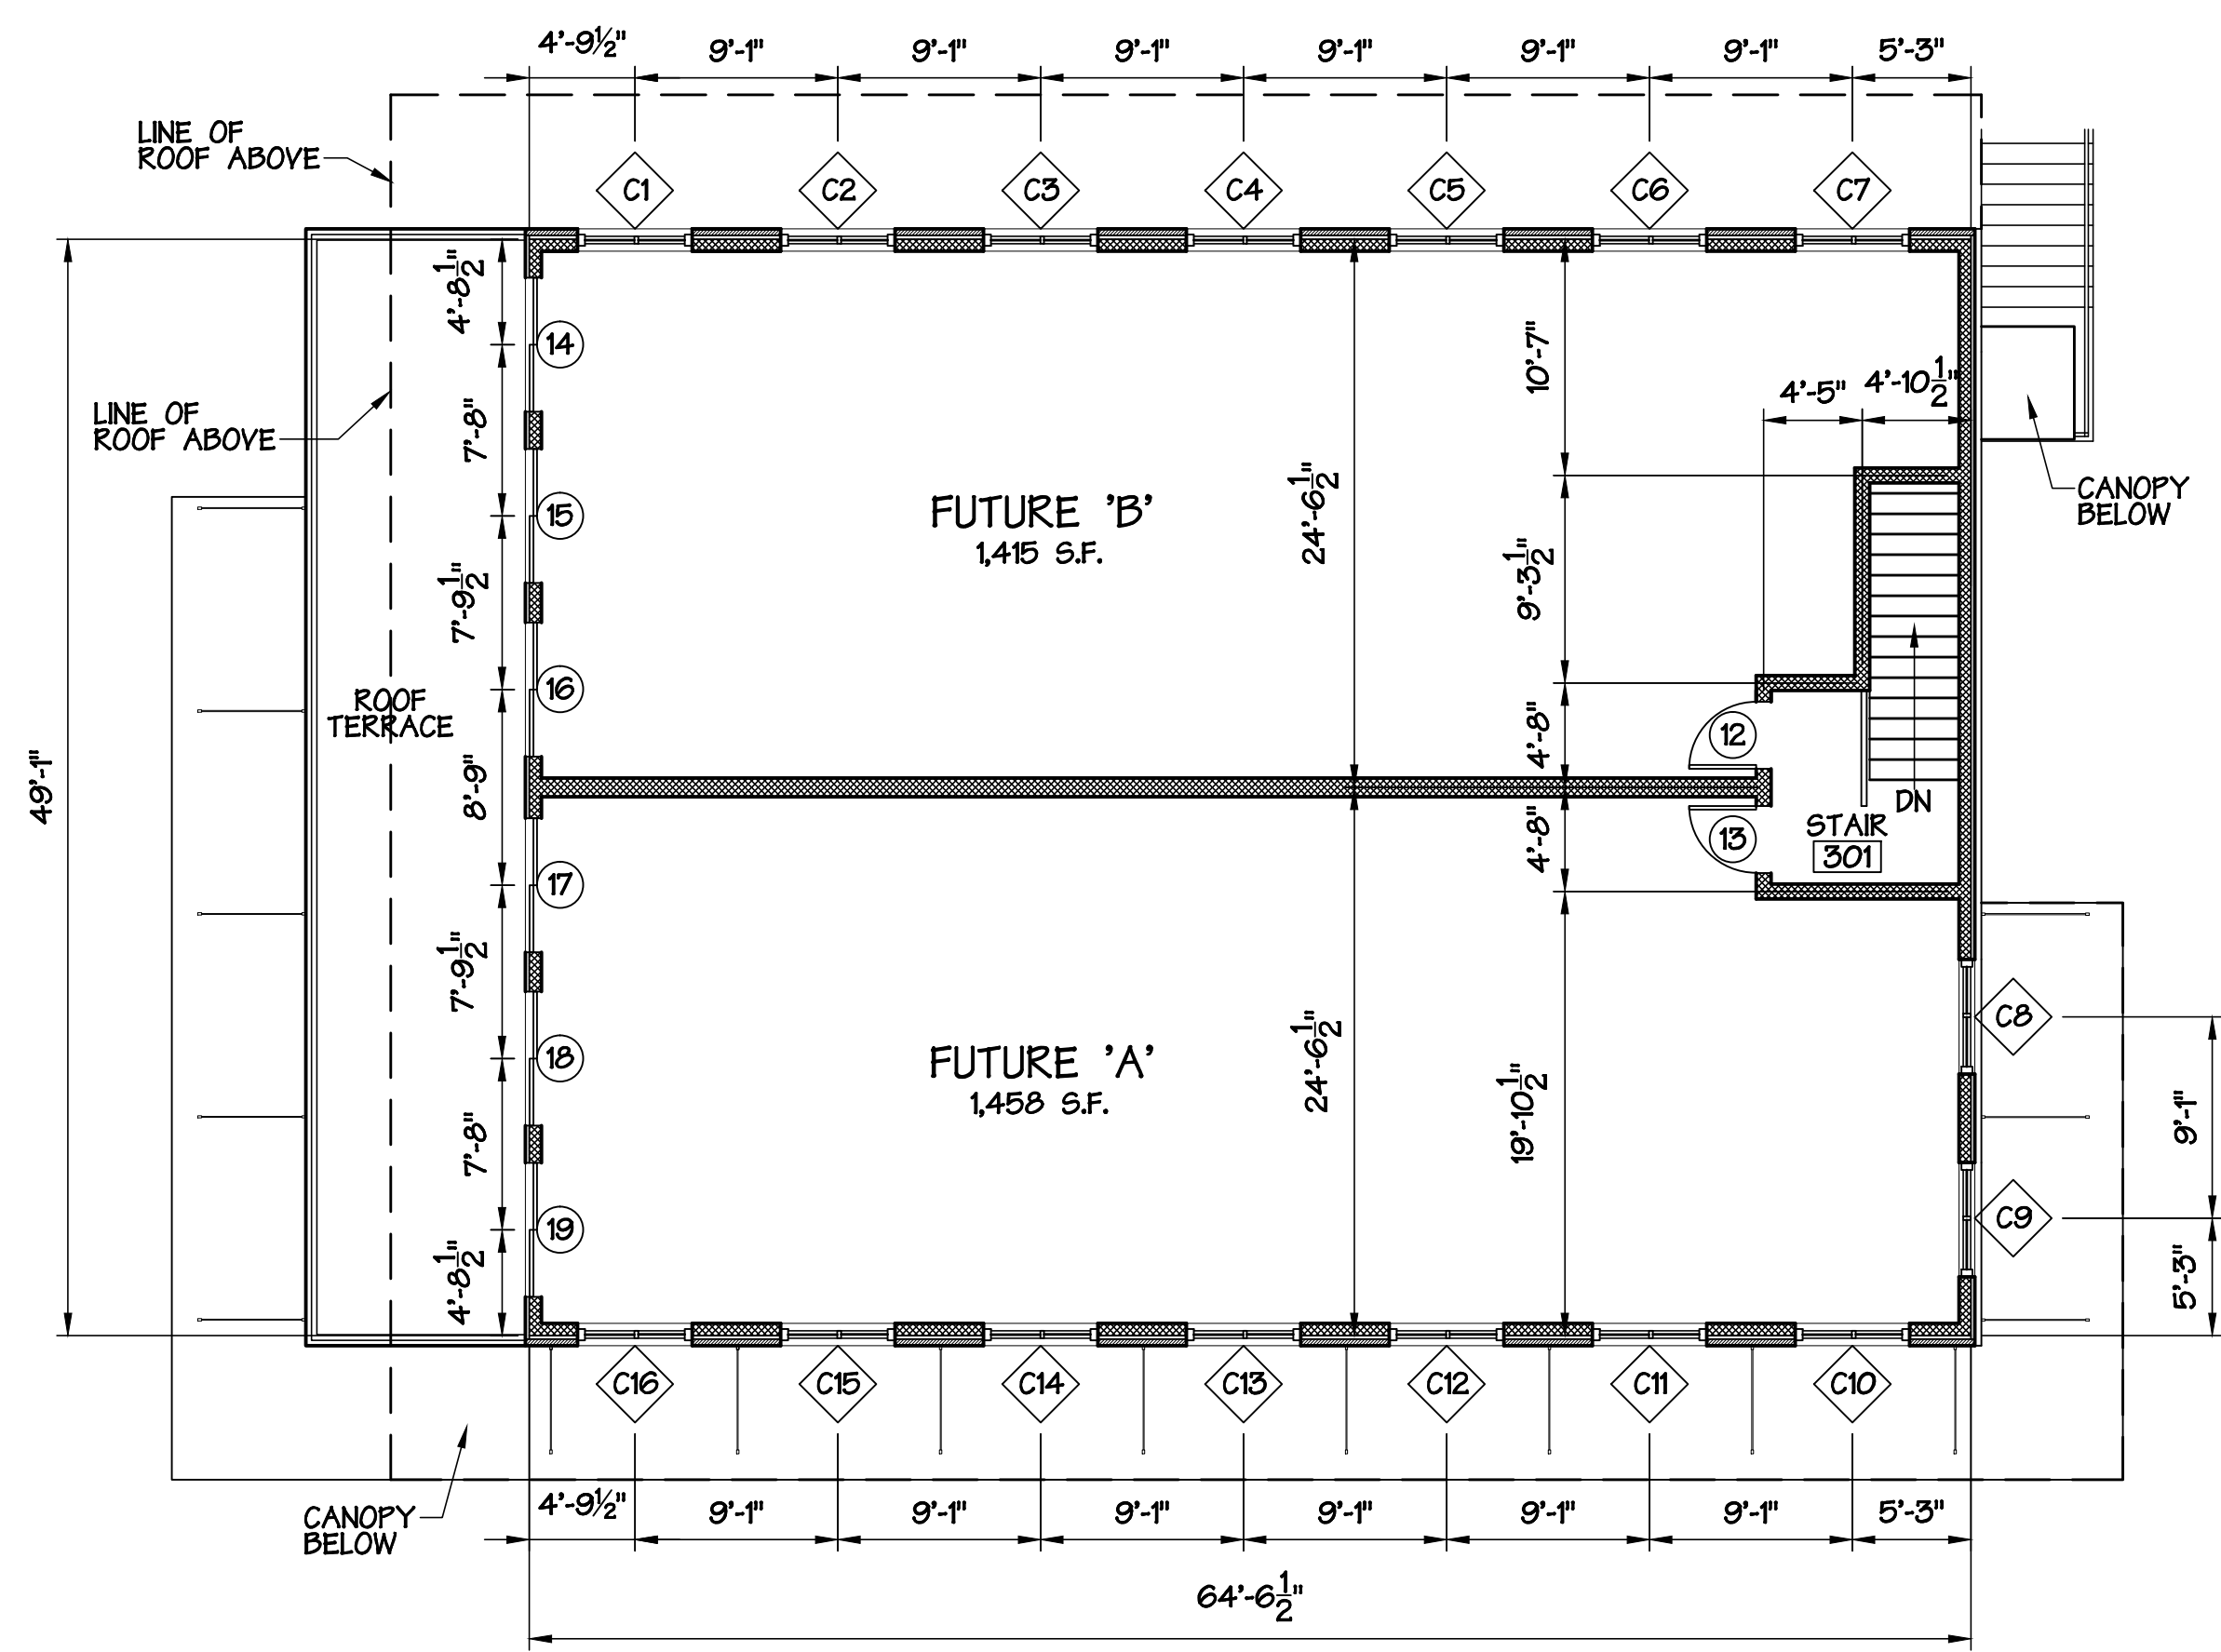 4'-9½" 9'-1" 9'-1" 9'-1" 9'-1" 9'-1" 9'-1" 5'-3"
LINE OF
ROOF ABOVE
C1 C2 C3 C4 C5 C6 C7
4'-8½"
14
10'-7"
4'-5" 4'-10½"
LINE OF
ROOF ABOVE
7'-8"
FUTURE 'B'
1,415 S.F.
24'-6½"
15
CANOPY
BELOW
7'-9½"
9'-3½"
16
ROOF
TERRACE
12
4'-8"
49'-1"
8'-9"
DN
STAIR
301
13
4'-8"
17
7'-9½"
C8
18
FUTURE 'A'
1,458 S.F.
24'-6½"
19'-10½"
9'-1"
7'-8"
C9
19
4'-8½"
5'-3"
C16 C15 C14 C13 C12 C11 C10
CANOPY
BELOW
4'-9½" 9'-1" 9'-1" 9'-1" 9'-1" 9'-1" 9'-1" 5'-3"
64'-6½"